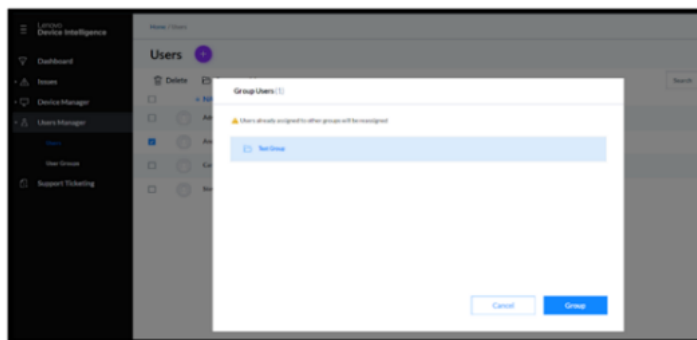 Lenovo
Device Intelligence
Home / Users
Dashboard
Users
Issues
Delete
Search
Device Manager
Group Users (1)
Users Manager
Users already assigned to other groups will be reassigned
Users
Test Group
User Groups
Support Ticketing
Cancel
Group